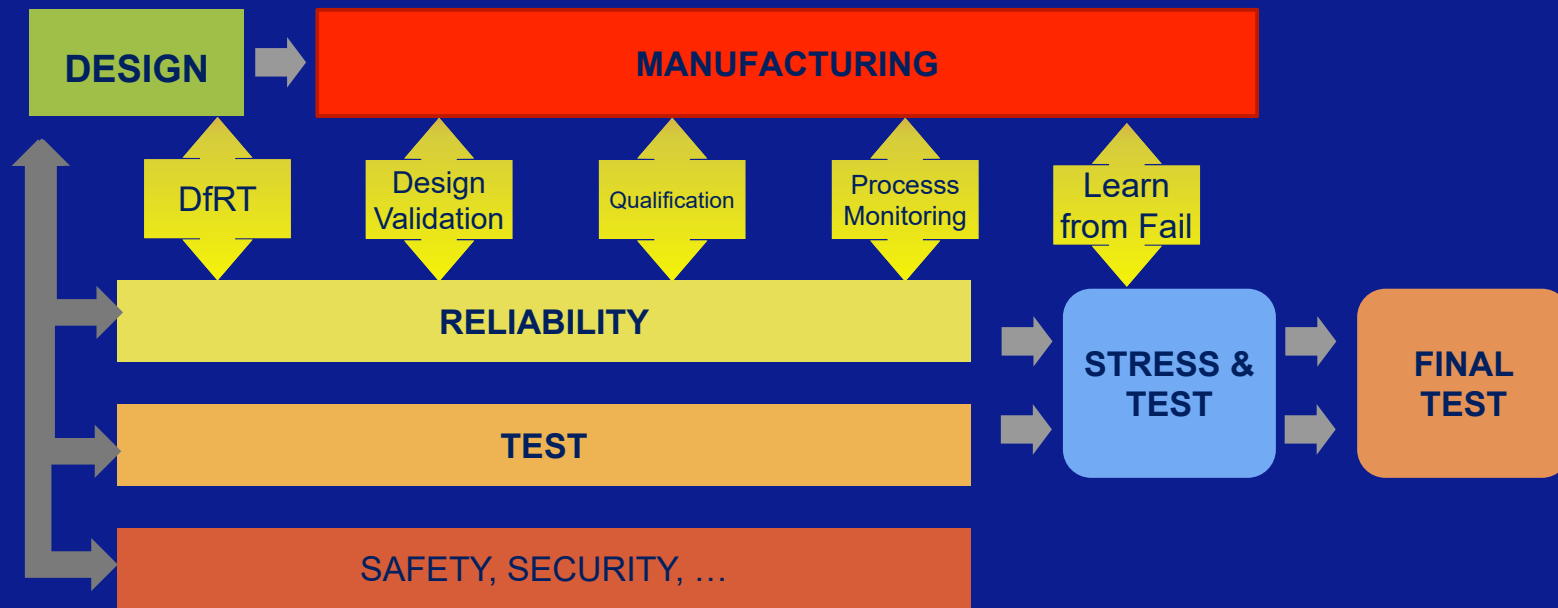 DESIGN
MANUFACTURING
DfRT
Design
Validation
Qualification
Processs
Monitoring
Learn
from Fail
RELIABILITY
STRESS &
TEST
FINAL
TEST
TEST
SAFETY, SECURITY, …